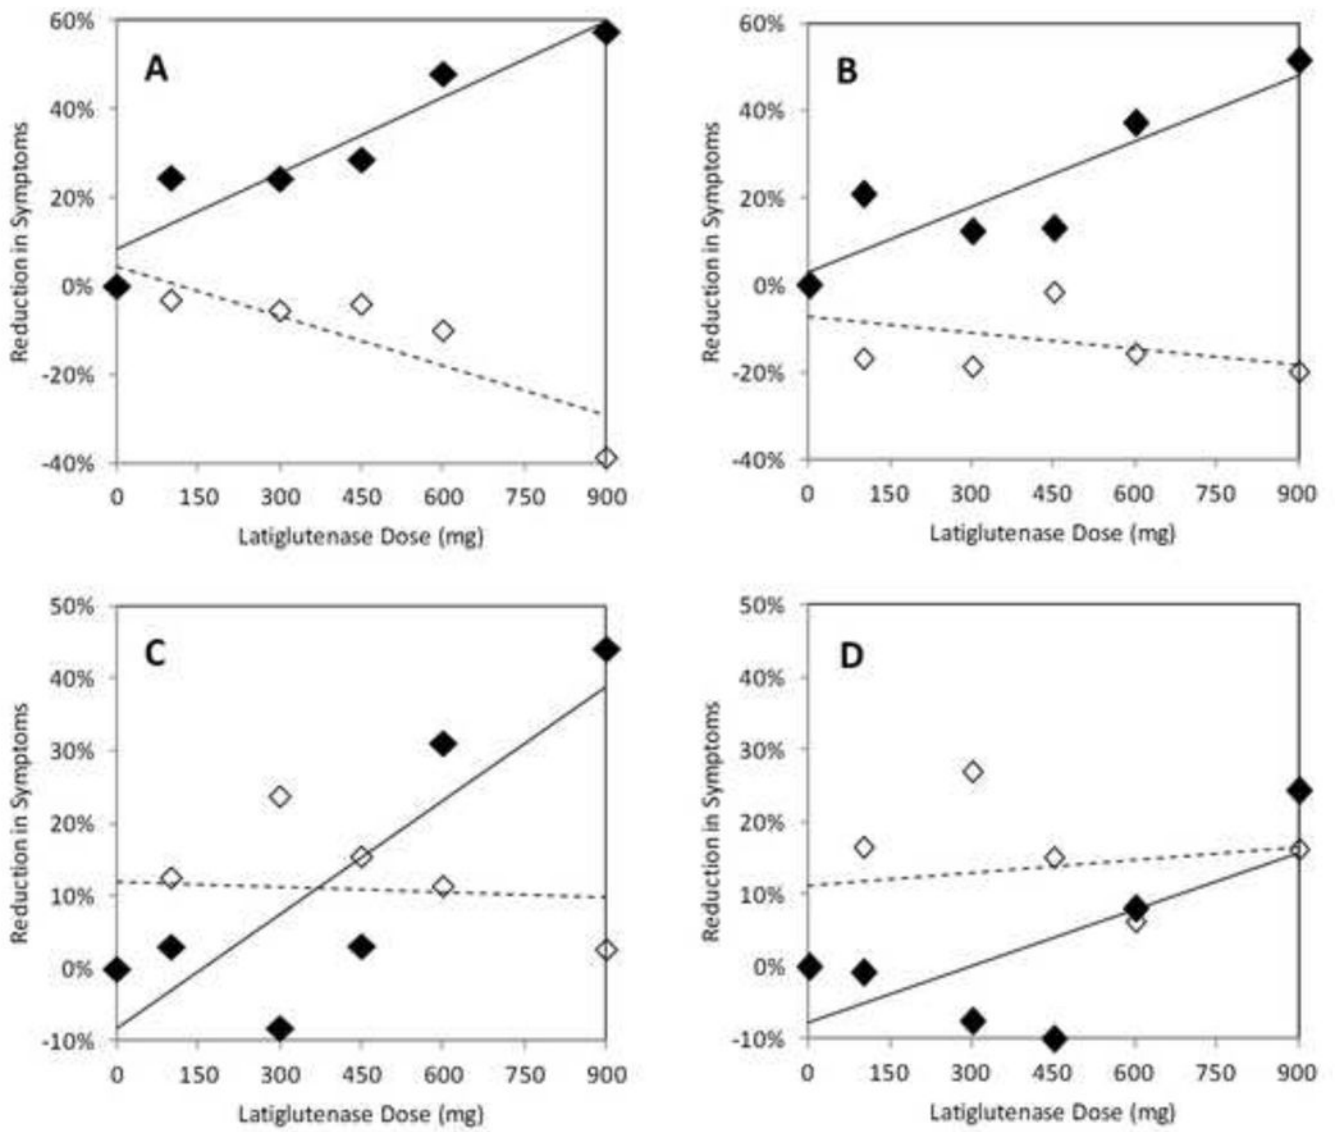 A
Reduction in Symptoms
60%
40%
20%
0%
-20%
-40%
0 150 300 450 600 750 900
Latiglutenase Dose (mg)
B
Reduction in Symptoms
60%
40%
20%
0%
-20%
-40%
0 150 300 450 600 750 900
Latiglutenase Dose (mg)
C
Reduction in Symptoms
50%
40%
30%
20%
10%
0%
-10%
0 150 300 450 600 750 900
Latiglutenase Dose (mg)
D
Reduction in Symptoms
50%
40%
30%
20%
10%
0%
-10%
0 150 300 450 600 750 900
Latiglutenase Dose (mg)